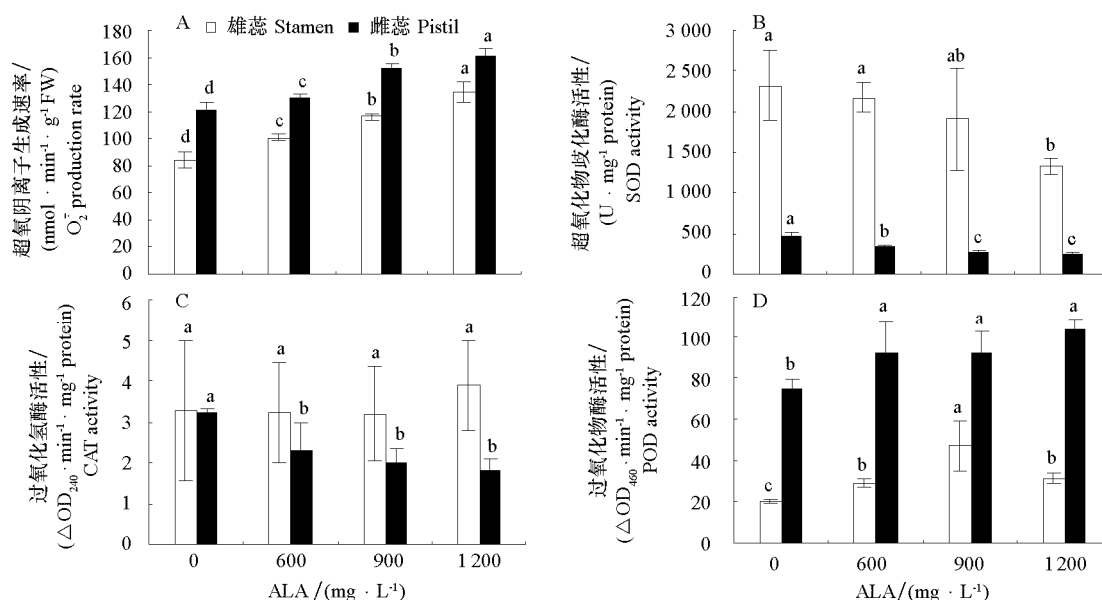 A
□ 雄蕊 Stamen ■ 雌蕊 Pistil
超氧阴离子生成速率/
(nmol · min⁻¹ · g⁻¹ FW)
O₂⁻ production rate
180
160
140
120
100
80
60
40
20
0
d d c c b b a a
B
超氧化物歧化酶活性/
(U · mg⁻¹ protein)
SOD activity
3 000
2 500
2 000
1 500
1 000
500
0
a a a b ab c b c
C
过氧化氢酶活性/
(△OD₂₄₀ · min⁻¹ · mg⁻¹ protein)
CAT activity
6
5
4
3
2
1
0
a a a b a b a b
0 600 900 1 200
ALA/(mg · L⁻¹)
D
过氧化物酶活性/
(△OD₄₆₀ · min⁻¹ · mg⁻¹ protein)
POD activity
120
100
80
60
40
20
0
c b b a a a b a
0 600 900 1 200
ALA/(mg · L⁻¹)